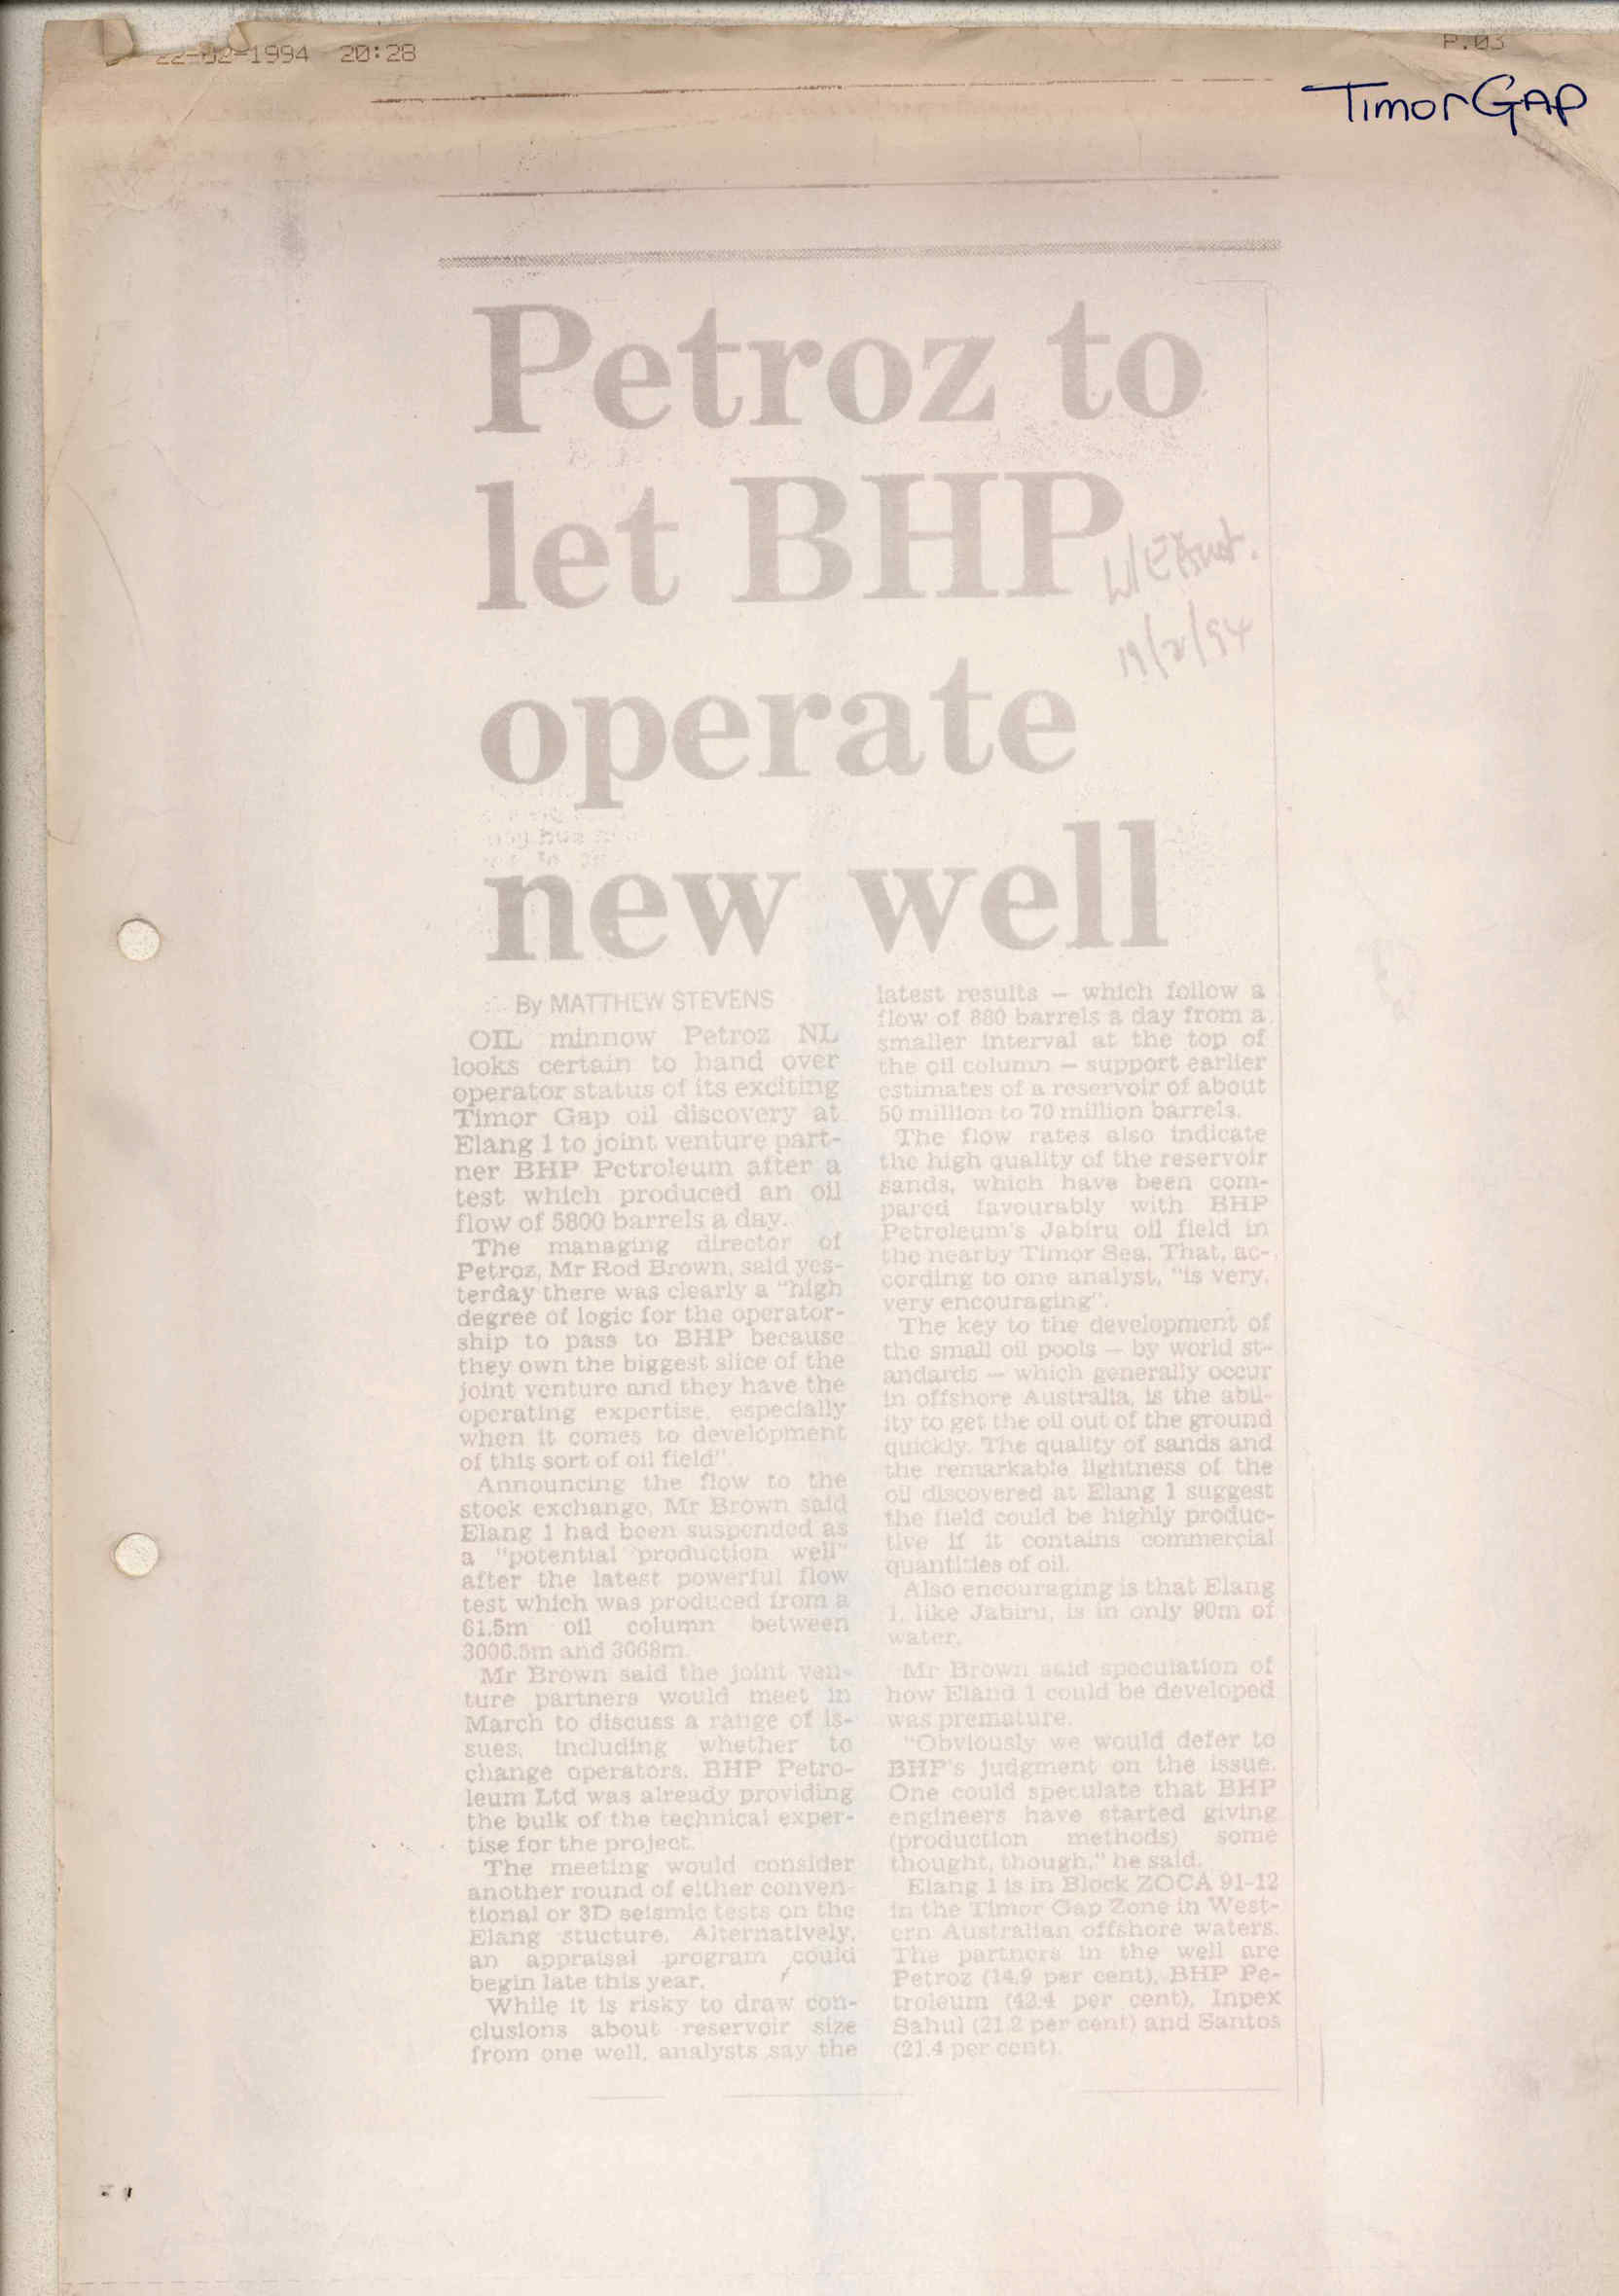 22-02-1994 20:28
P.03
Timor GAP
Petroz to
let BHP
operate
new well
W/E Aust.
19/2/94
By MATTHEW STEVENS
OIL minnow Petroz NL
looks certain to hand over
operator status of its exciting
Timor Gap oil discovery at
Elang 1 to joint venture part-
ner BHP Petroleum after a
test which produced an oil
flow of 5800 barrels a day.
The managing director of
Petroz, Mr Rod Brown, said yes-
terday there was clearly a "high
degree of logic for the operator-
ship to pass to BHP because
they own the biggest slice of the
joint venture and they have the
operating expertise, especially
when it comes to development
of this sort of oil field".
Announcing the flow to the
stock exchange, Mr Brown said
Elang 1 had been suspended as
a "potential production well"
after the latest powerful flow
test which was produced from a
61.5m oil column between
3006.5m and 3068m.
Mr Brown said the joint ven-
ture partners would meet in
March to discuss a range of is-
sues, including whether to
change operators. BHP Petro-
leum Ltd was already providing
the bulk of the technical exper-
tise for the project.
The meeting would consider
another round of either conven-
tional or 3D seismic tests on the
Elang stucture. Alternatively,
an appraisal program could
begin late this year.
While it is risky to draw con-
clusions about reservoir size
from one well, analysts say the
latest results — which follow a
flow of 880 barrels a day from a
smaller interval at the top of
the oil column — support earlier
estimates of a reservoir of about
50 million to 70 million barrels.
The flow rates also indicate
the high quality of the reservoir
sands, which have been com-
pared favourably with BHP
Petroleum's Jabiru oil field in
the nearby Timor Sea. That, ac-
cording to one analyst, "is very,
very encouraging".
The key to the development of
the small oil pools — by world st-
andards — which generally occur
in offshore Australia, is the abil-
ity to get the oil out of the ground
quickly. The quality of sands and
the remarkable lightness of the
oil discovered at Elang 1 suggest
the field could be highly produc-
tive if it contains commercial
quantities of oil.
Also encouraging is that Elang
1, like Jabiru, is in only 90m of
water.
Mr Brown said speculation of
how Eland 1 could be developed
was premature.
"Obviously we would defer to
BHP's judgment on the issue.
One could speculate that BHP
engineers have started giving
(production methods) some
thought, though," he said.
Elang 1 is in Block ZOCA 91-12
in the Timor Gap Zone in West-
ern Australian offshore waters.
The partners in the well are
Petroz (14.9 per cent), BHP Pe-
troleum (42.4 per cent), Inpex
Sahul (21.2 per cent) and Santos
(21.4 per cent).